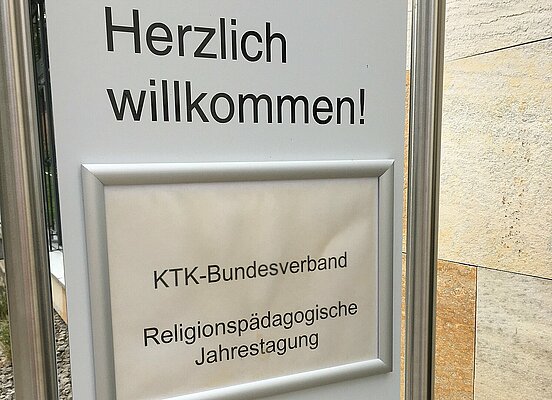 Herzlich
willkommen!
KTK-Bundesverband
Religionspädagogische
Jahrestagung